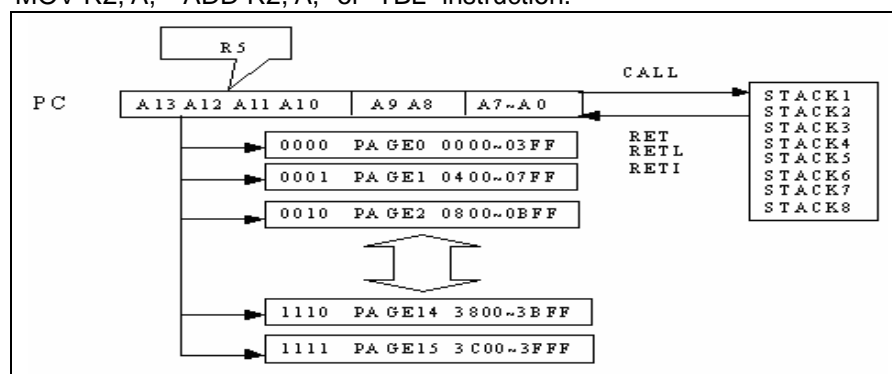 "MOV R2, A," "ADD R2, A," or "TBL" instruction.
R5
CALL
PC
A13 A12 A11 A10 A9 A8 A7~A0
STACK1
STACK2
STACK3
STACK4
STACK5
STACK6
STACK7
STACK8
RET
RETL
RETI
0000 PAGE0 0000~03FF
0001 PAGE1 0400~07FF
0010 PAGE2 0800~0BFF
1110 PAGE14 3800~3BFF
1111 PAGE15 3C00~3FFF